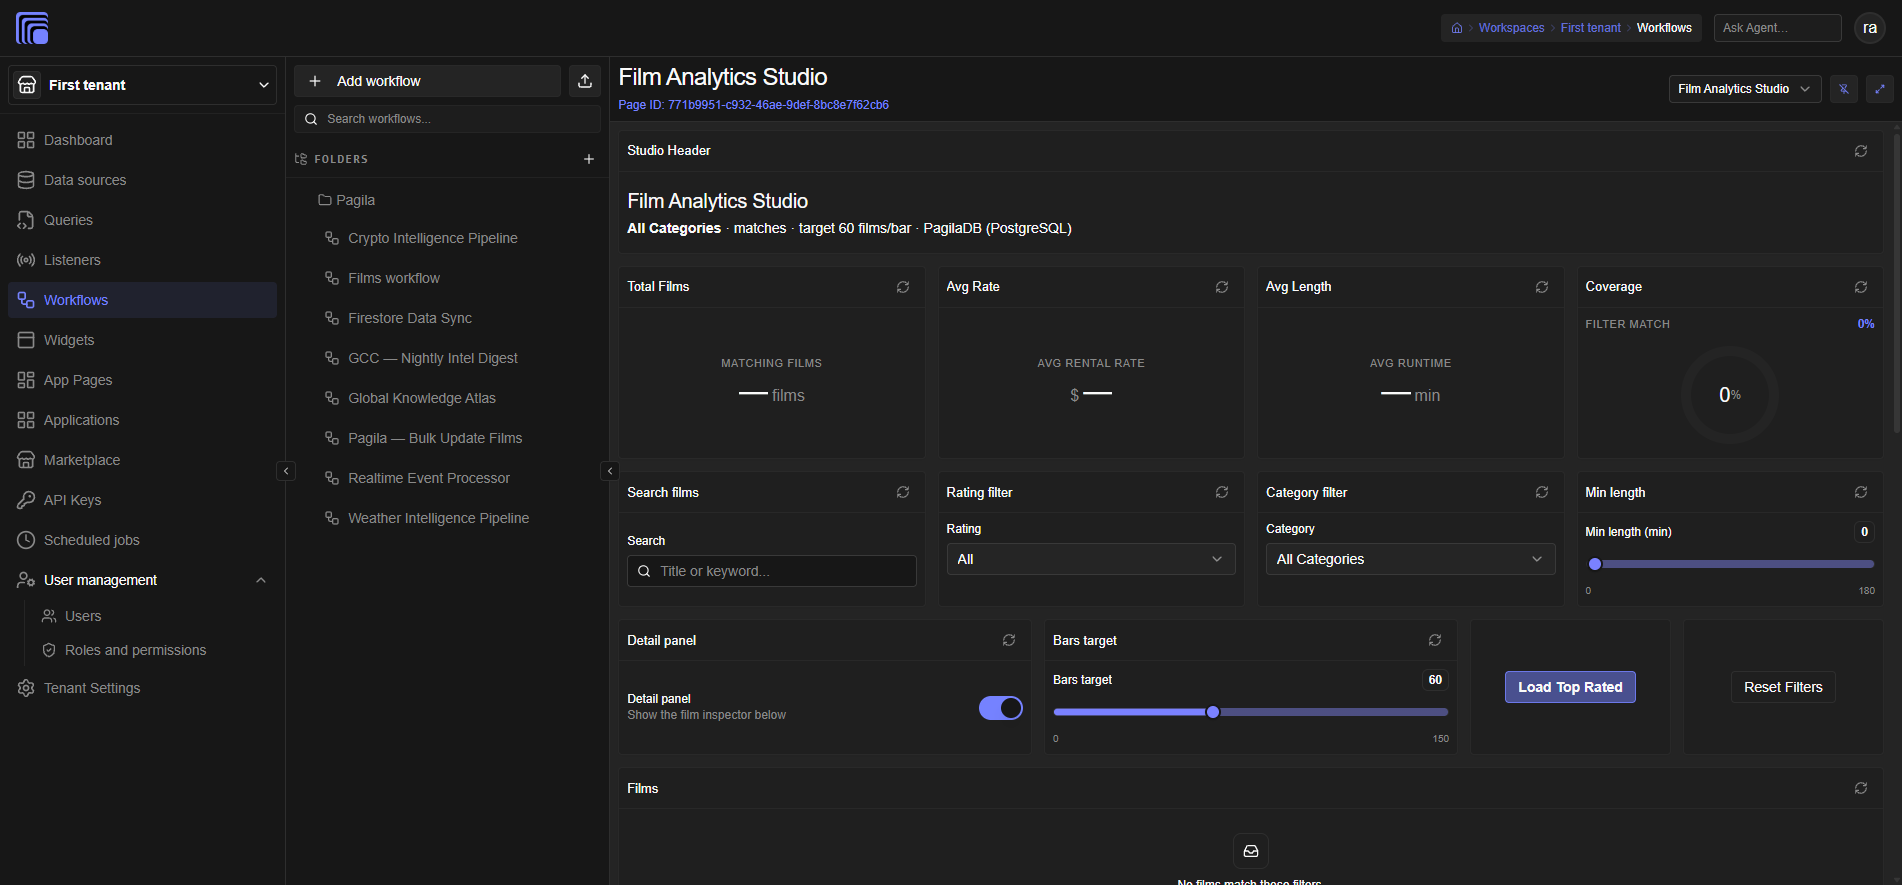 Workspaces
First tenant
Workflows
Ask Agent...
ra
First tenant
Dashboard
Data sources
Queries
Listeners
Workflows
Widgets
App Pages
Applications
Marketplace
API Keys
Scheduled jobs
User management
Users
Roles and permissions
Tenant Settings
Add workflow
Search workflows...
FOLDERS
Pagila
Crypto Intelligence Pipeline
Films workflow
Firestore Data Sync
GCC — Nightly Intel Digest
Global Knowledge Atlas
Pagila — Bulk Update Films
Realtime Event Processor
Weather Intelligence Pipeline
Film Analytics Studio
Page ID: 771b9951-c932-46ae-9def-8bc8e7f62cb6
Film Analytics Studio
Studio Header
Film Analytics Studio
All Categories · matches · target 60 films/bar · PagilaDB (PostgreSQL)
Total Films
MATCHING FILMS
— films
Avg Rate
AVG RENTAL RATE
$ —
Avg Length
AVG RUNTIME
— min
Coverage
FILTER MATCH
0%
0%
Search films
Search
Title or keyword...
Rating filter
Rating
All
Category filter
Category
All Categories
Min length
Min length (min)
0
0
180
Detail panel
Detail panel
Show the film inspector below
Bars target
Bars target
60
0
150
Load Top Rated
Reset Filters
Films
No films match these filters